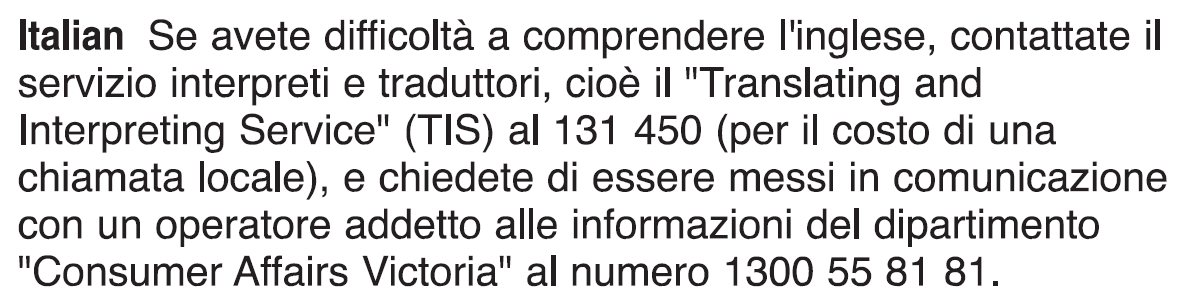 Italian Se avete difficoltà a comprendere l'inglese, contattate il
servizio interpreti e traduttori, cioè il "Translating and
Interpreting Service" (TIS) al 131 450 (per il costo di una
chiamata locale), e chiedete di essere messi in comunicazione
con un operatore addetto alle informazioni del dipartimento
"Consumer Affairs Victoria" al numero 1300 55 81 81.